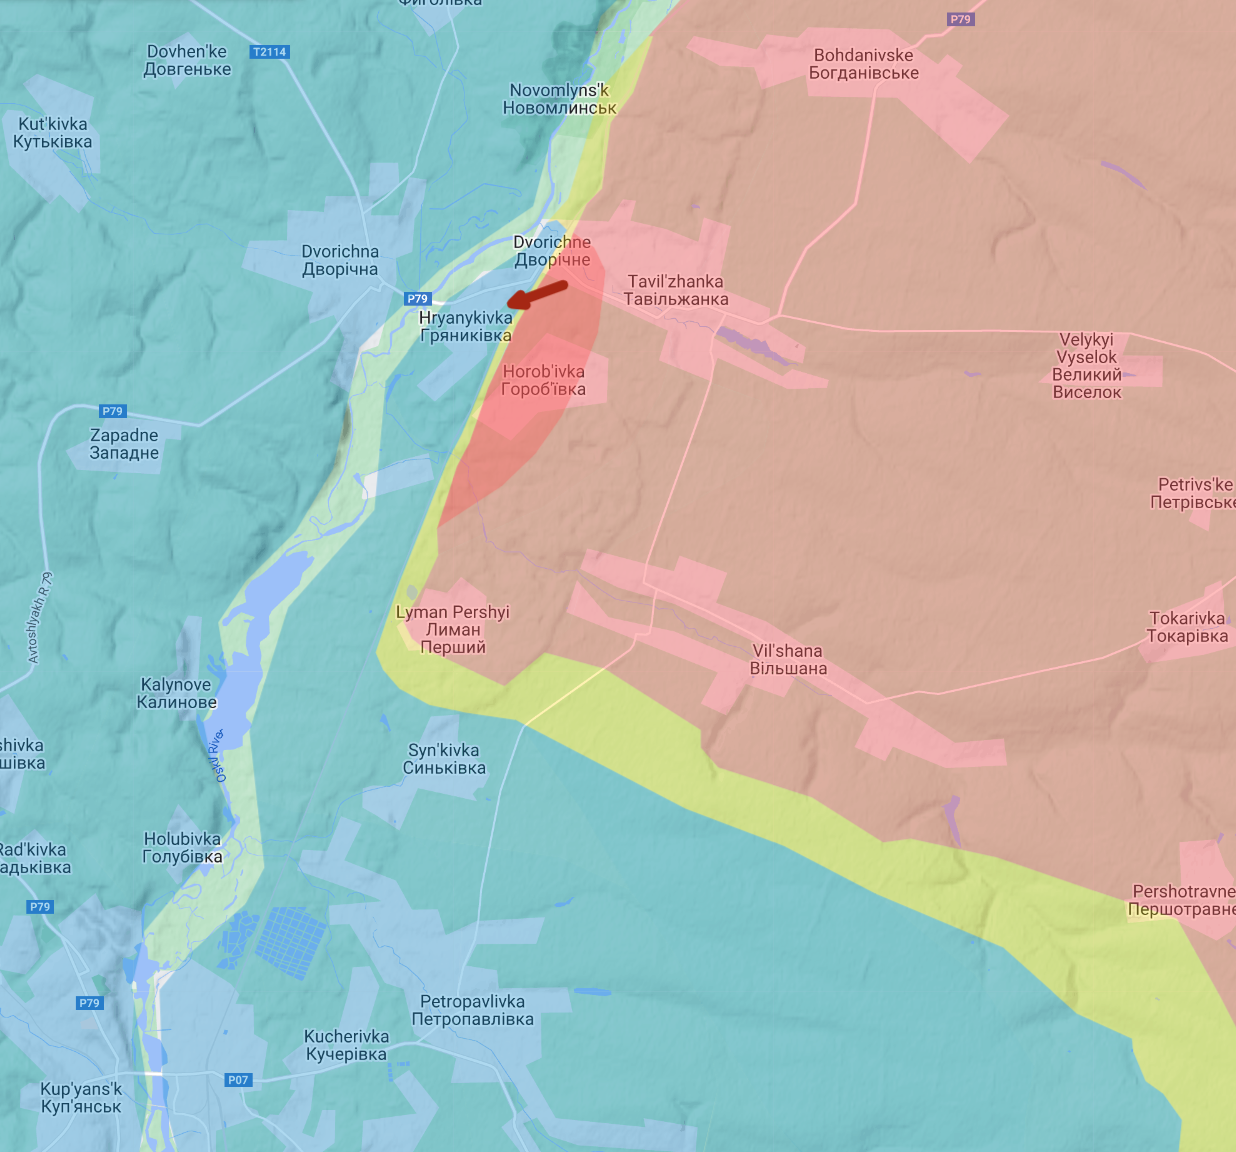 Фиголівка
P79
Dovhen'ke
Довгеньке
T2114
Bohdanivske
Богданівське
Novomlyns'k
Новомлинськ
Kut'kivka
Кутьківка
Dvorichna
Дворічна
Dvorichne
Дворічне
Tavil'zhanka
Тавільжанка
P79
Hryanykivka
Гряниківка
Velykyi
Vyselok
Великий
Виселок
Horob'ivka
Гороб'ївка
P79
Zapadne
Западне
Petrivs'ke
Петрівське
Avtoshlyakh R 79
Lyman Pershyi
Лиман
Перший
Tokarivka
Токарівка
Vil'shana
Вільшана
Kalynove
Калинове
shivka
шівка
Oskil River
Syn'kivka
Синьківка
Holubivka
Голубівка
Rad'kivka
адьківка
P79
Pershotravne
Першотравне
P79
Petropavlivka
Петропавлівка
Kucherivka
Кучерівка
P07
Kup'yans'k
Куп'янськ